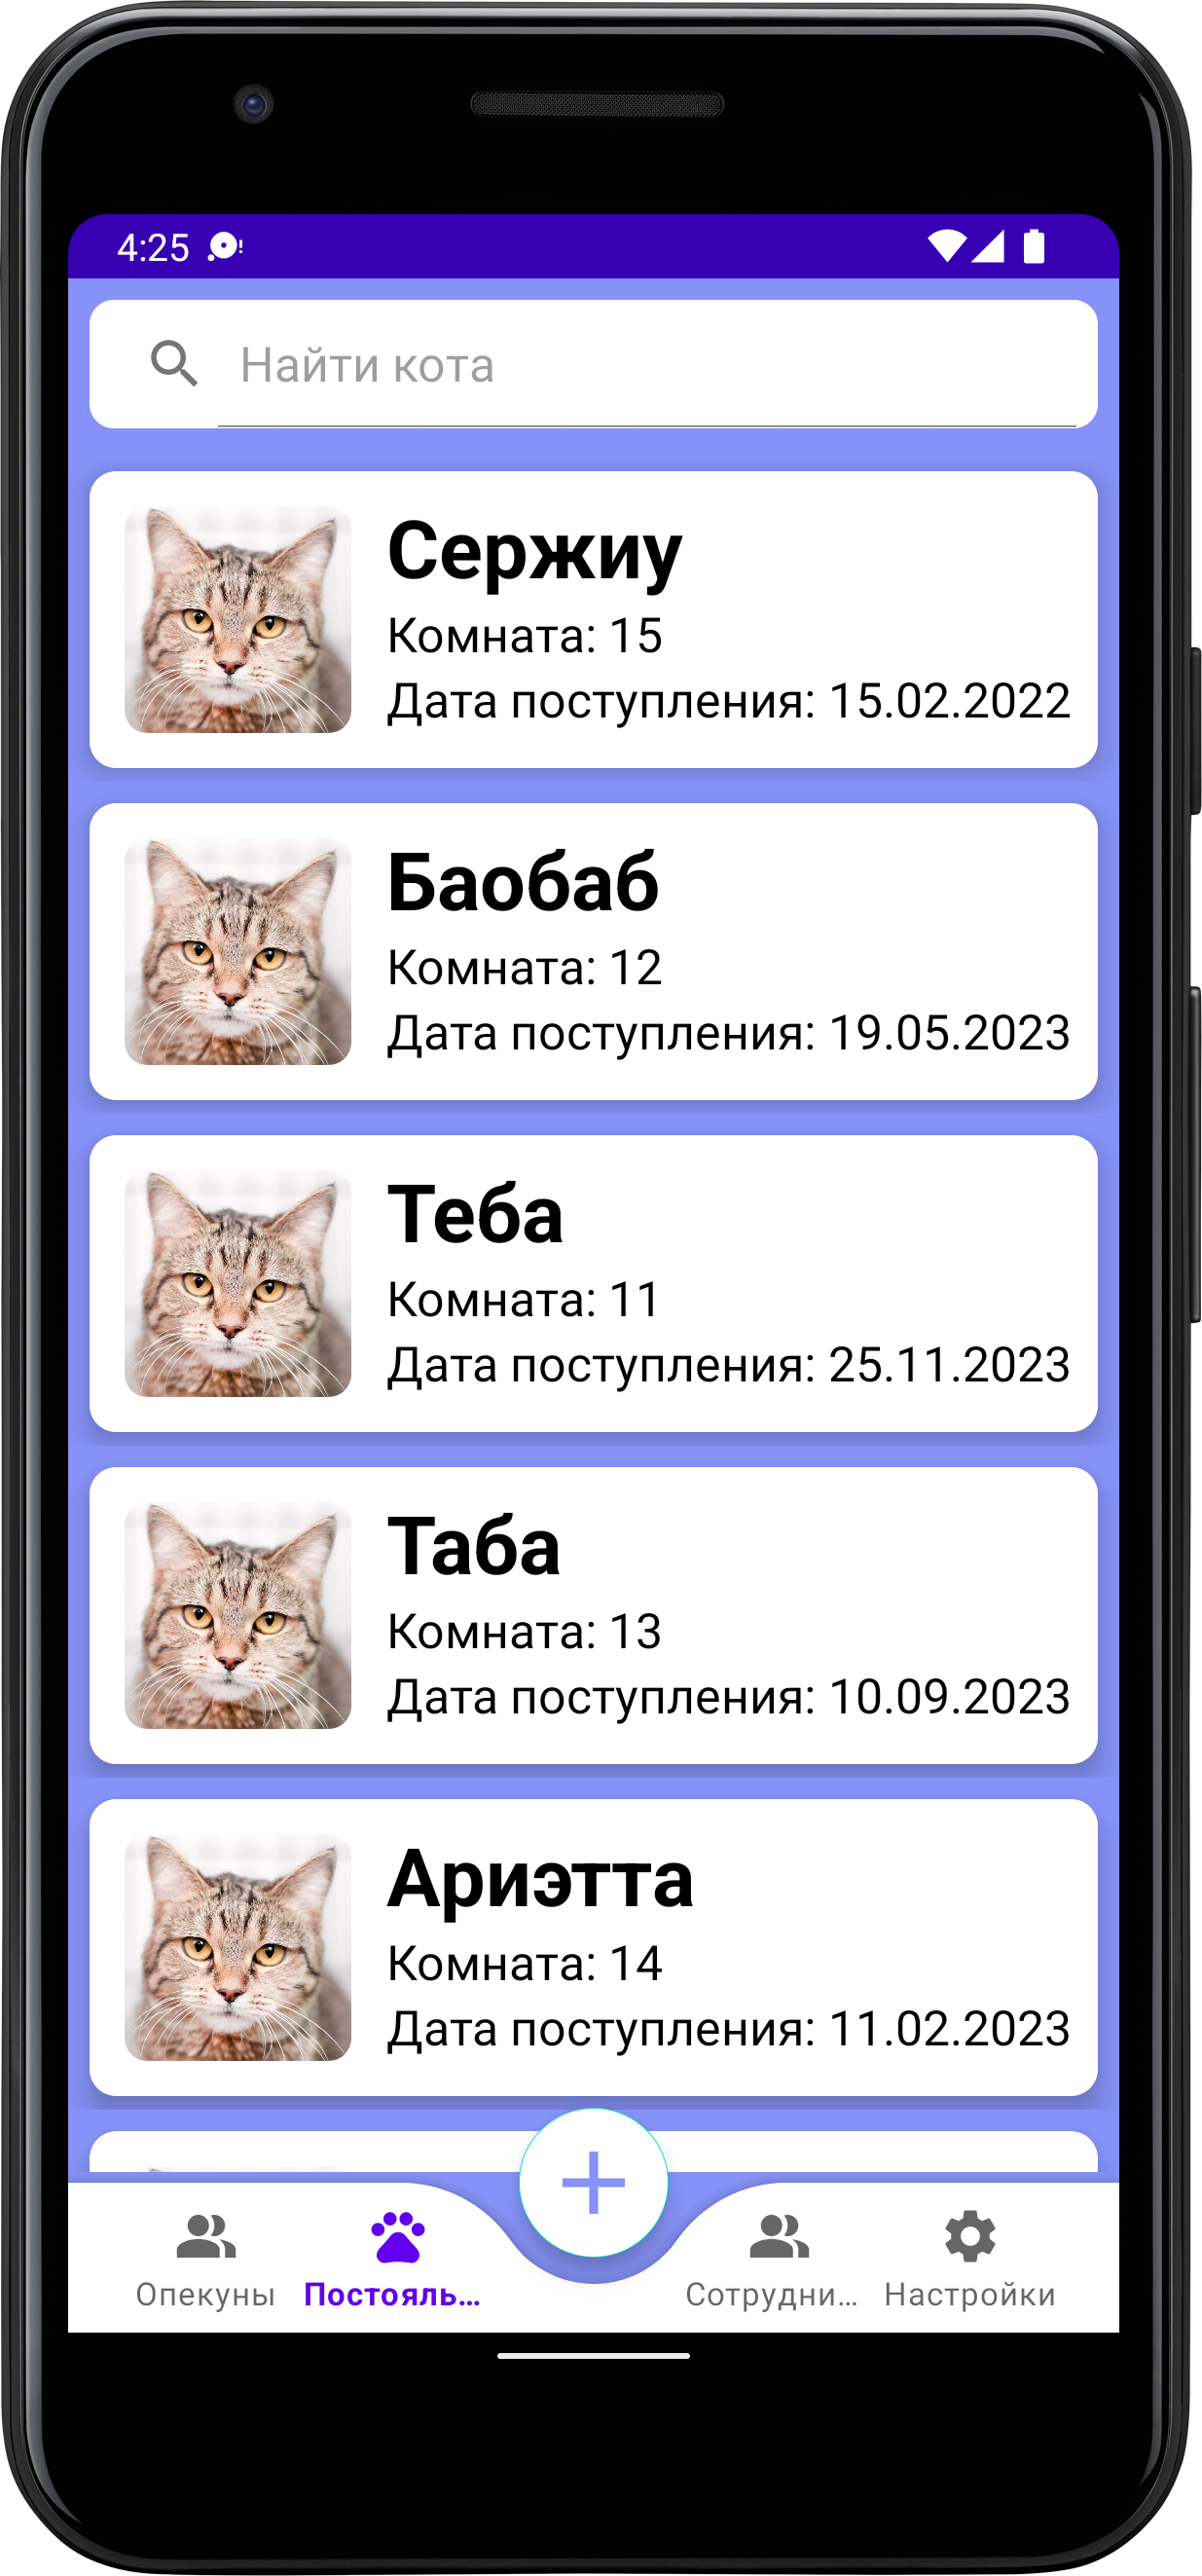 4:25
Найти кота
Сержиу
Комната: 15
Дата поступления: 15.02.2022
Баобаб
Комната: 12
Дата поступления: 19.05.2023
Теба
Комната: 11
Дата поступления: 25.11.2023
Таба
Комната: 13
Дата поступления: 10.09.2023
Ариэтта
Комната: 14
Дата поступления: 11.02.2023
Опекуны Постояль... Сотрудни... Настройки